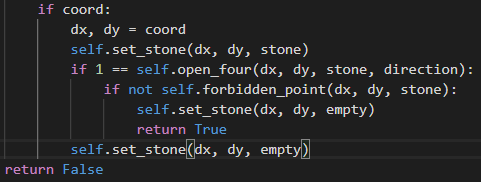 if coord:
    dx, dy = coord
    self.set_stone(dx, dy, stone)
    if 1 == self.open_four(dx, dy, stone, direction):
        if not self.forbidden_point(dx, dy, stone):
            self.set_stone(dx, dy, empty)
            return True
    self.set_stone(dx, dy, empty)
return False